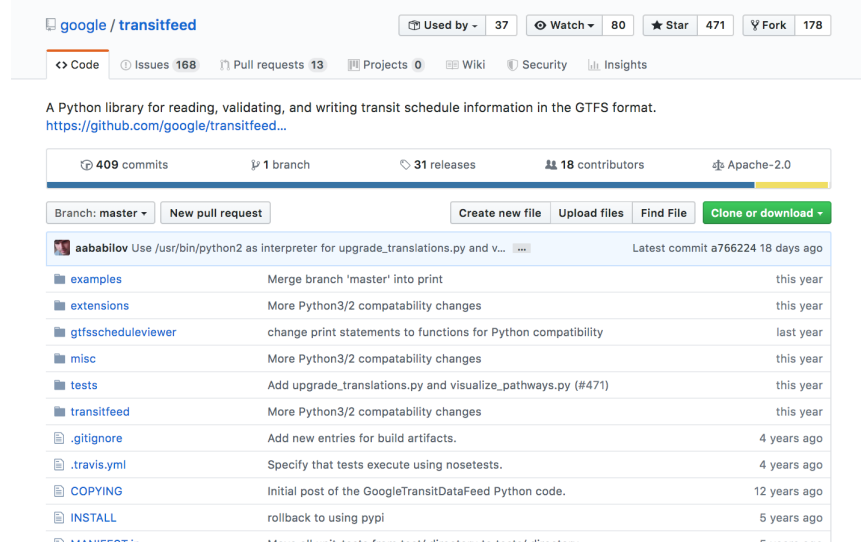 google / transitfeed
Used by 37 Watch 80 Star 471 Fork 178
Code Issues 168 Pull requests 13 Projects 0 Wiki Security Insights
A Python library for reading, validating, and writing transit schedule information in the GTFS format.
https://github.com/google/transitfeed...
409 commits 1 branch 31 releases 18 contributors Apache-2.0
Branch: master New pull request Create new file Upload files Find File Clone or download
aababilov Use /usr/bin/python2 as interpreter for upgrade_translations.py and v... ... Latest commit a766224 18 days ago
examples Merge branch 'master' into print this year
extensions More Python3/2 compatability changes this year
gtfsscheduleviewer change print statements to functions for Python compatibility last year
misc More Python3/2 compatability changes this year
tests Add upgrade_translations.py and visualize_pathways.py (#471) this year
transitfeed More Python3/2 compatability changes this year
.gitignore Add new entries for build artifacts. 4 years ago
.travis.yml Specify that tests execute using nosetests. 4 years ago
COPYING Initial post of the GoogleTransitDataFeed Python code. 12 years ago
INSTALL rollback to using pypi 5 years ago